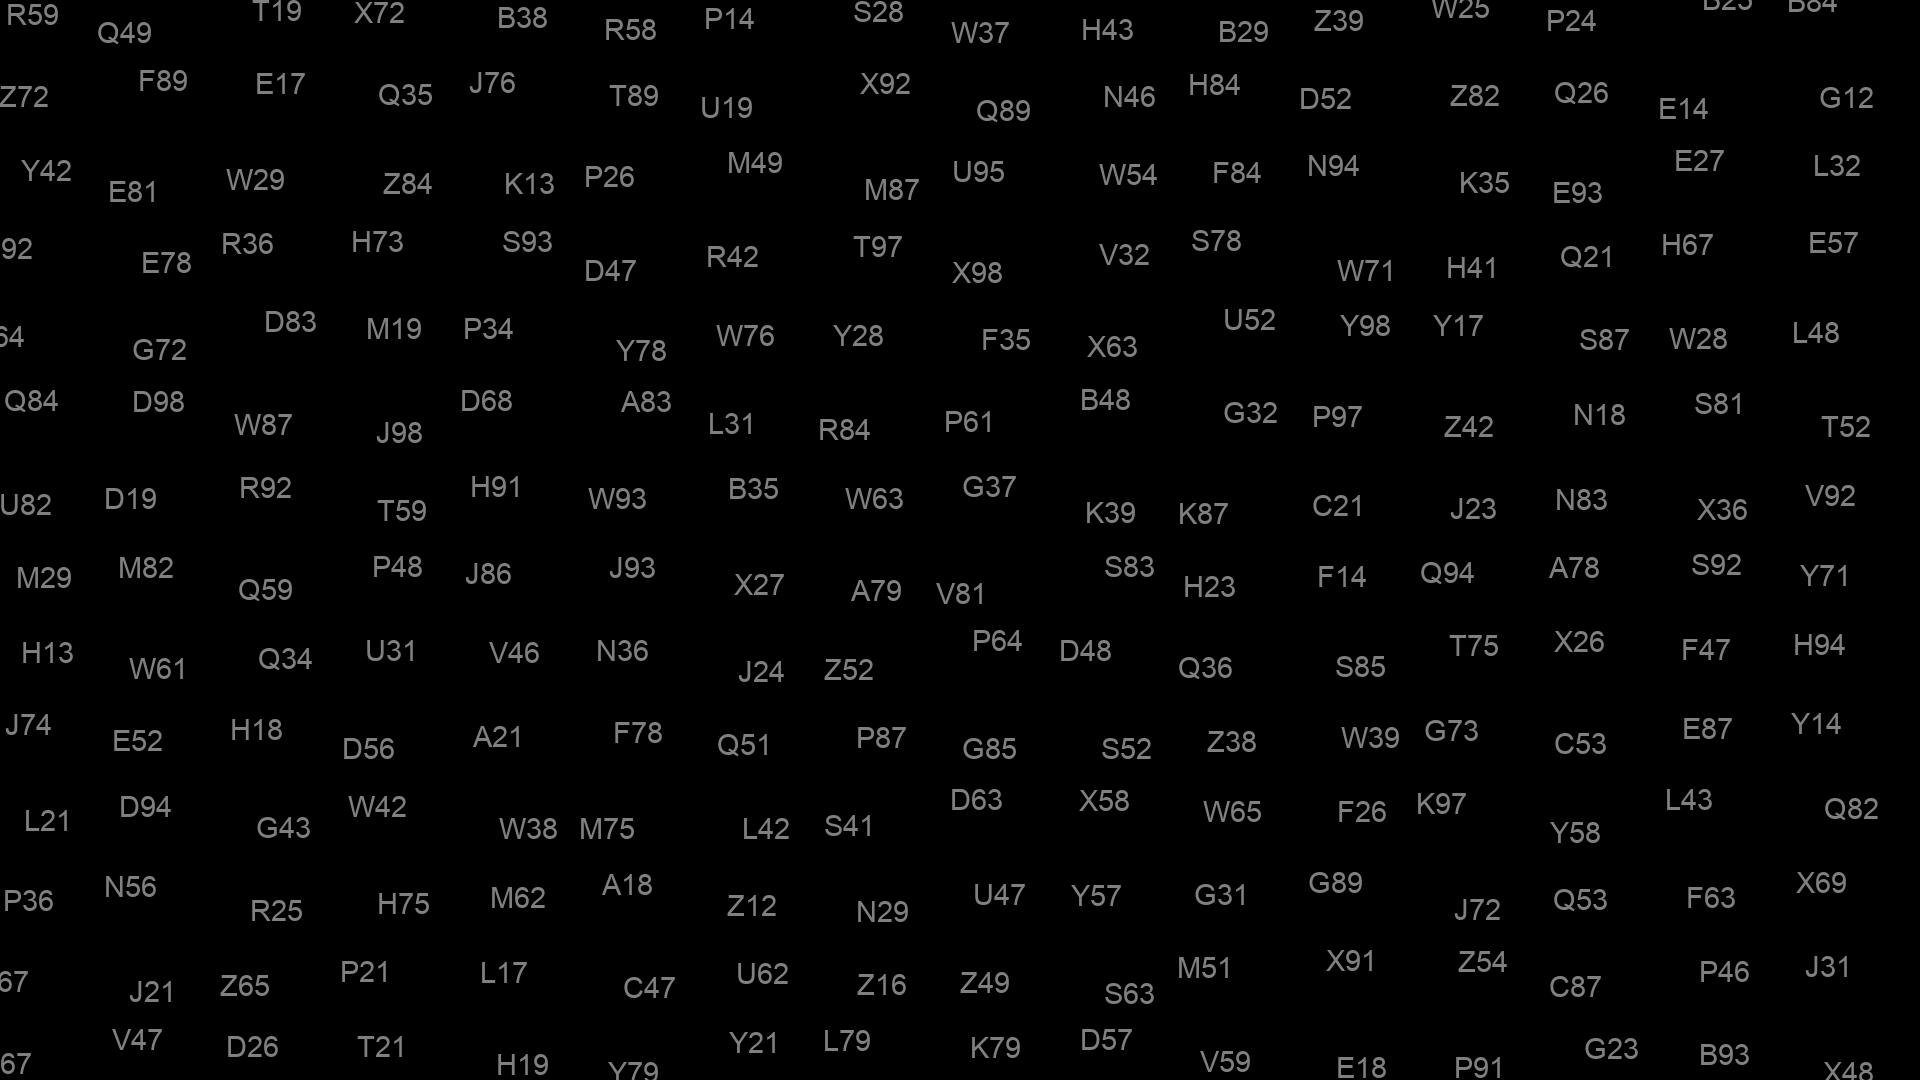 R59 Q49 T19 X72 B38 R58 P14 S28 W37 H43 B29 Z39 W25 P24 B25 B84
Z72 F89 E17 Q35 J76 T89 U19 X92 Q89 N46 H84 D52 Z82 Q26 E14 G12
Y42 E81 W29 Z84 K13 P26 M49 M87 U95 W54 F84 N94 K35 E93 E27 L32
92 E78 R36 H73 S93 D47 R42 T97 X98 V32 S78 W71 H41 Q21 H67 E57
64 G72 D83 M19 P34 Y78 W76 Y28 F35 X63 U52 Y98 Y17 S87 W28 L48
Q84 D98 W87 J98 D68 A83 L31 R84 P61 B48 G32 P97 Z42 N18 S81 T52
U82 D19 R92 T59 H91 W93 B35 W63 G37 K39 K87 C21 J23 N83 X36 V92
M29 M82 Q59 P48 J86 J93 X27 A79 V81 S83 H23 F14 Q94 A78 S92 Y71
H13 W61 Q34 U31 V46 N36 J24 Z52 P64 D48 Q36 S85 T75 X26 F47 H94
J74 E52 H18 D56 A21 F78 Q51 P87 G85 S52 Z38 W39 G73 C53 E87 Y14
L21 D94 G43 W42 W38 M75 L42 S41 D63 X58 W65 F26 K97 Y58 L43 Q82
P36 N56 R25 H75 M62 A18 Z12 N29 U47 Y57 G31 G89 J72 Q53 F63 X69
67 J21 Z65 P21 L17 C47 U62 Z16 Z49 S63 M51 X91 Z54 C87 P46 J31
67 V47 D26 T21 H19 Y79 Y21 L79 K79 D57 V59 E18 P91 G23 B93 X48